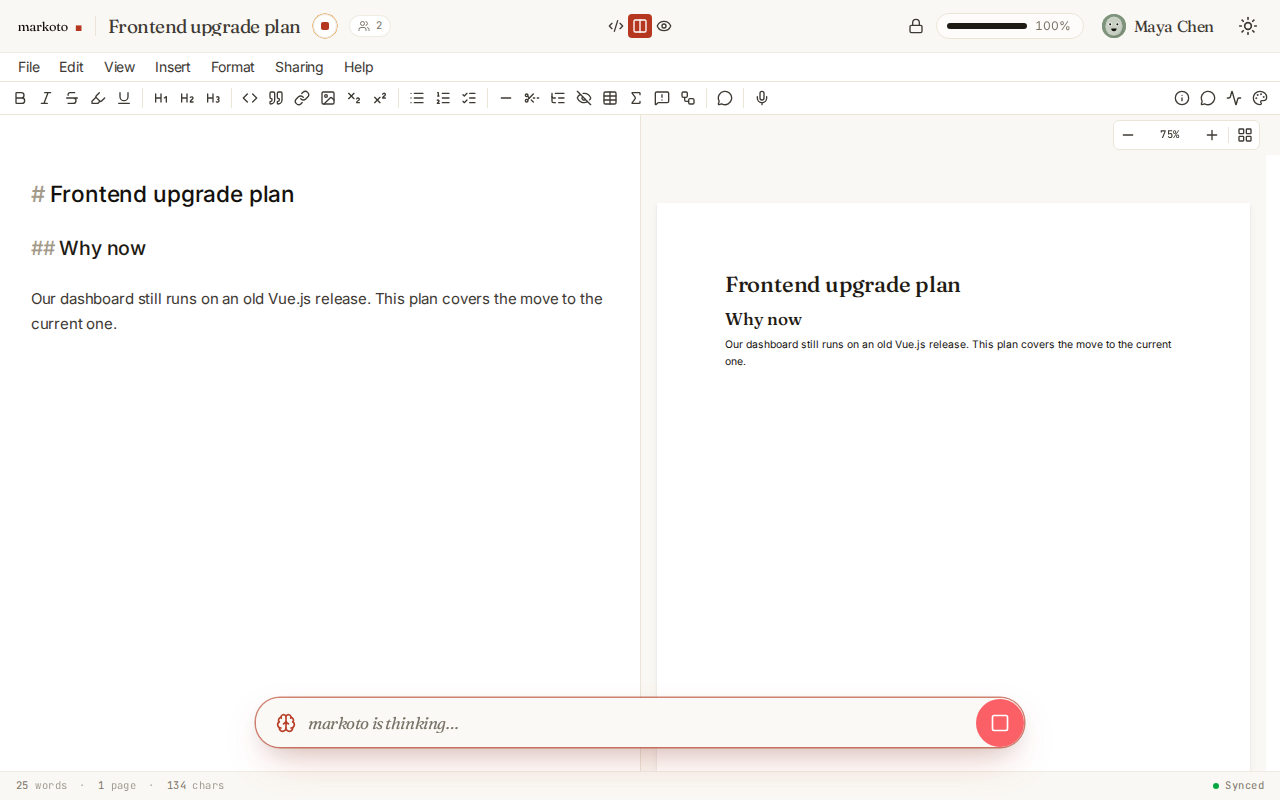 markoto
Frontend upgrade plan
2
100%
Maya Chen
File Edit View Insert Format Sharing Help
H1 H2 H3
75%
# Frontend upgrade plan
## Why now
Our dashboard still runs on an old Vue.js release. This plan covers the move to the
current one.
Frontend upgrade plan
Why now
Our dashboard still runs on an old Vue.js release. This plan covers the move to the current
one.
markoto is thinking...
25 words · 1 page · 134 chars
Synced